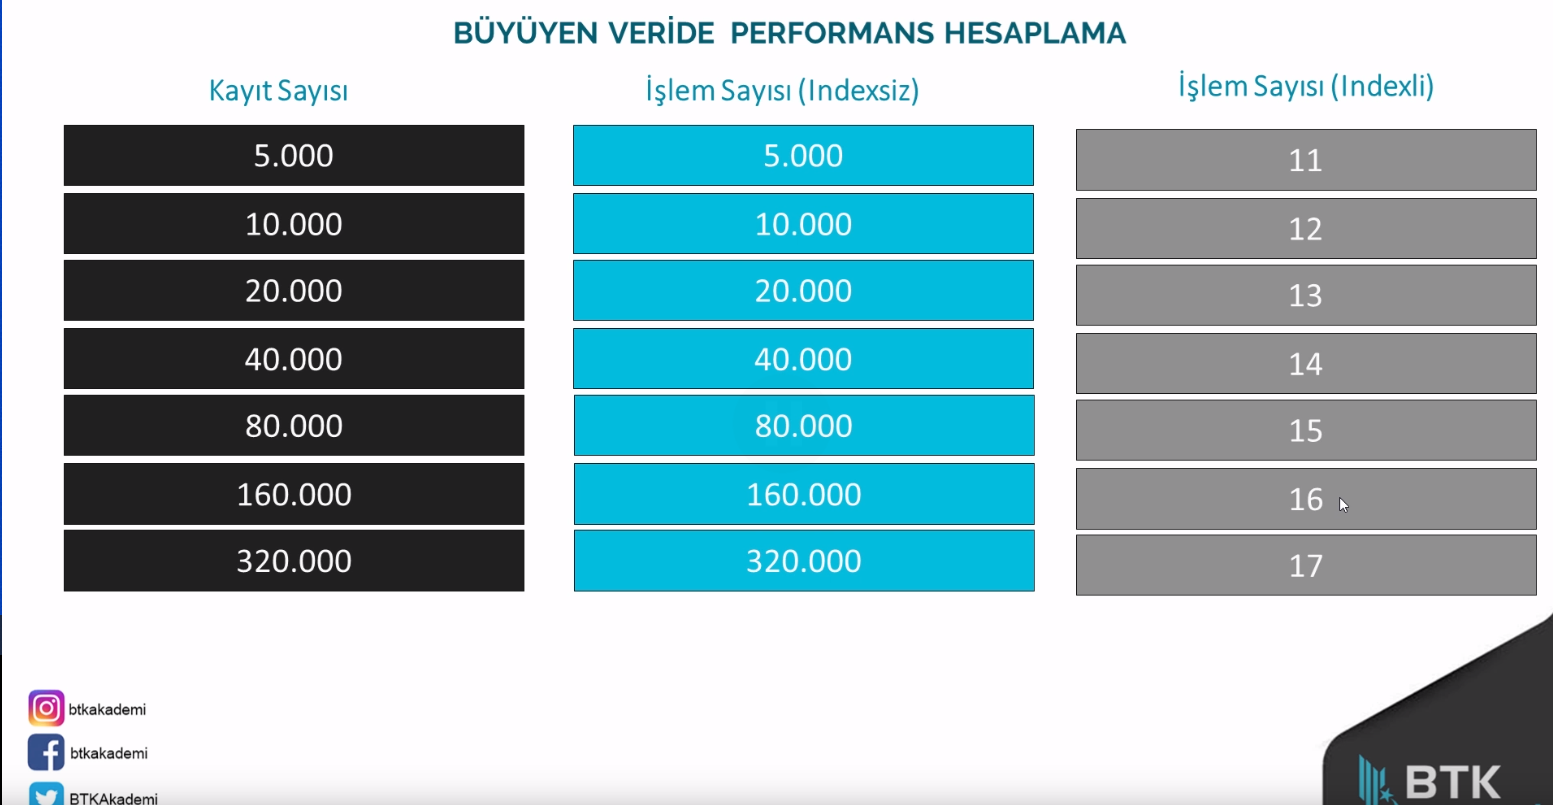 BÜYÜYEN VERİDE PERFORMANS HESAPLAMA
Kayıt Sayısı İşlem Sayısı (Indexsiz) İşlem Sayısı (Indexli)
5.000 5.000 11
10.000 10.000 12
20.000 20.000 13
40.000 40.000 14
80.000 80.000 15
160.000 160.000 16
320.000 320.000 17
btkakademi
btkakademi
BTKAkademi
BTK